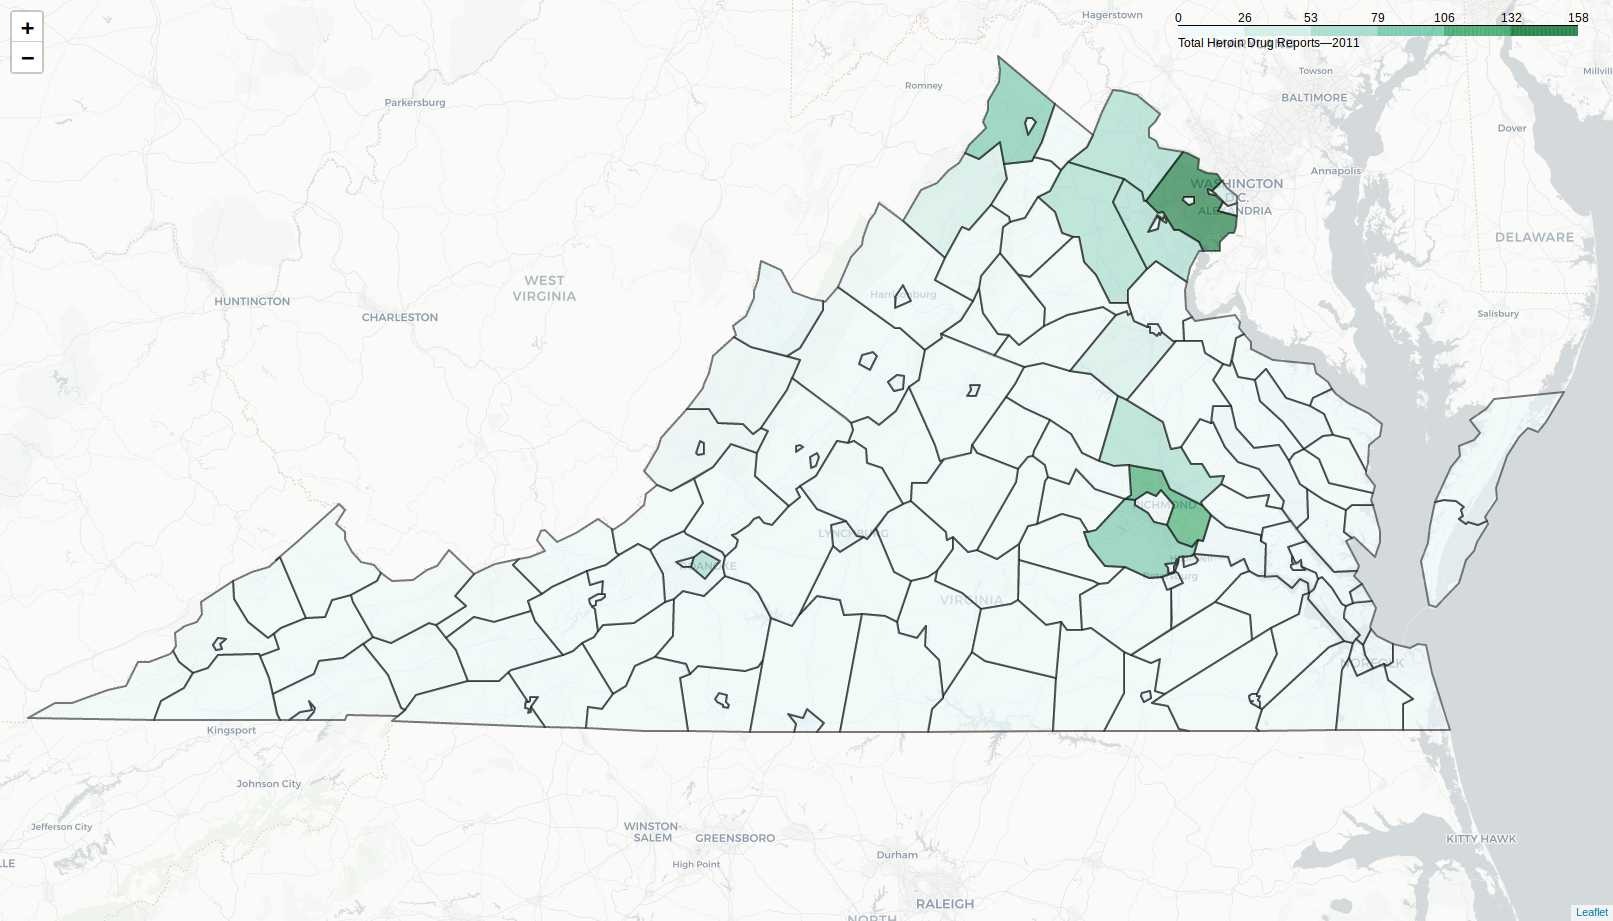 +
−
0 26 53 79 106 132 158
Total Heroin Drug Reports—2011
Hagerstown
Romney
Towson
Millvill
Parkersburg
BALTIMORE
Dover
Annapolis
WASHINGTON
D.C.
ALEXANDRIA
DELAWARE
WEST
VIRGINIA
HUNTINGTON
Harrisonburg
CHARLESTON
Salisbury
RICHMOND
LYNCHBURG
ROANOKE
Petersburg
VIRGINIA
NORFOLK
Kingsport
Johnson City
Jefferson City
WINSTON-
SALEM
GREENSBORO
KITTY HAWK
Durham
High Point
LLE
RALEIGH
NORTH
Leaflet